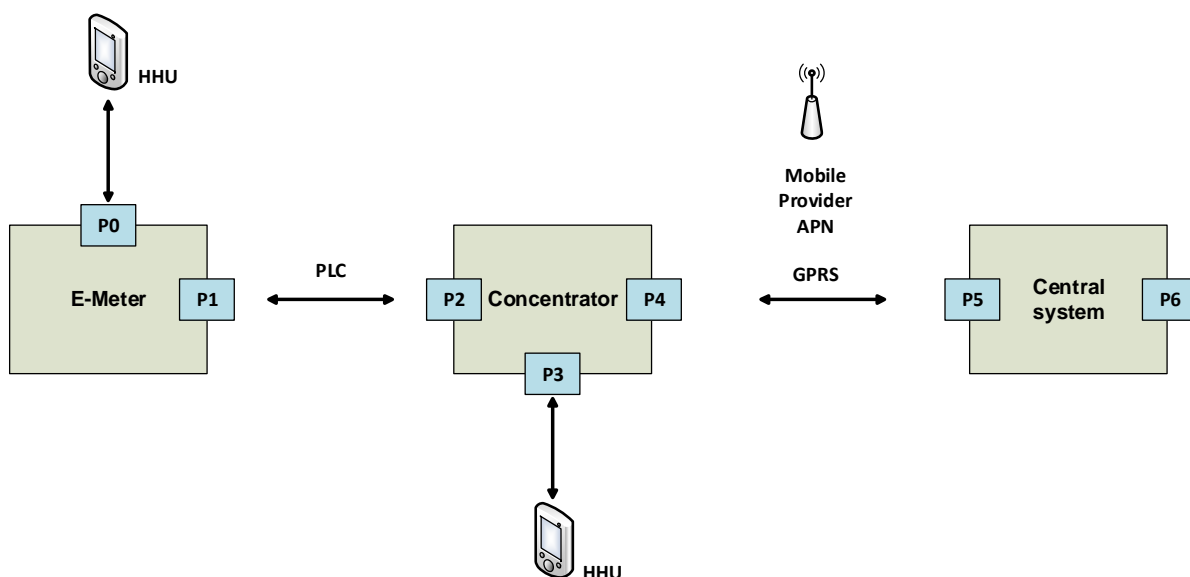 HHU
P0
E-Meter
P1
PLC
P2
Concentrator
P4
P3
HHU
Mobile
Provider
APN
GPRS
P5
Central
system
P6